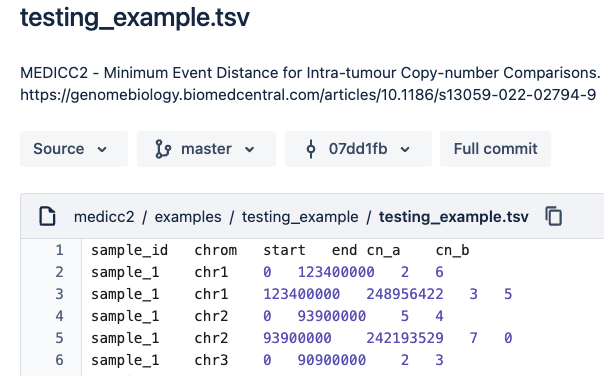 testing_example.tsv
MEDICC2 - Minimum Event Distance for Intra-tumour Copy-number Comparisons.
https://genomebiology.biomedcentral.com/articles/10.1186/s13059-022-02794-9
Source master 07dd1fb Full commit
medicc2 / examples / testing_example / testing_example.tsv
1 sample_id chrom start end cn_a cn_b
2 sample_1 chr1 0 123400000 2 6
3 sample_1 chr1 123400000 248956422 3 5
4 sample_1 chr2 0 93900000 5 4
5 sample_1 chr2 93900000 242193529 7 0
6 sample_1 chr3 0 90900000 2 3